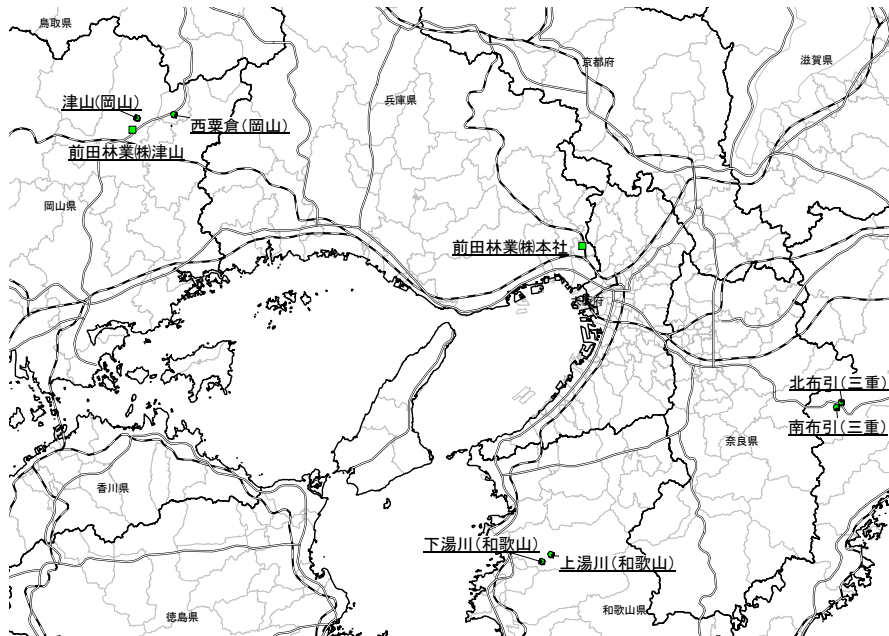 鳥取県
京都府
滋賀県
兵庫県
津山(岡山)
西粟倉(岡山)
前田林業㈱津山
岡山県
前田林業㈱本社
北布引(三重)
南布引(三重)
奈良県
香川県
下湯川(和歌山)
上湯川(和歌山)
徳島県
和歌山県